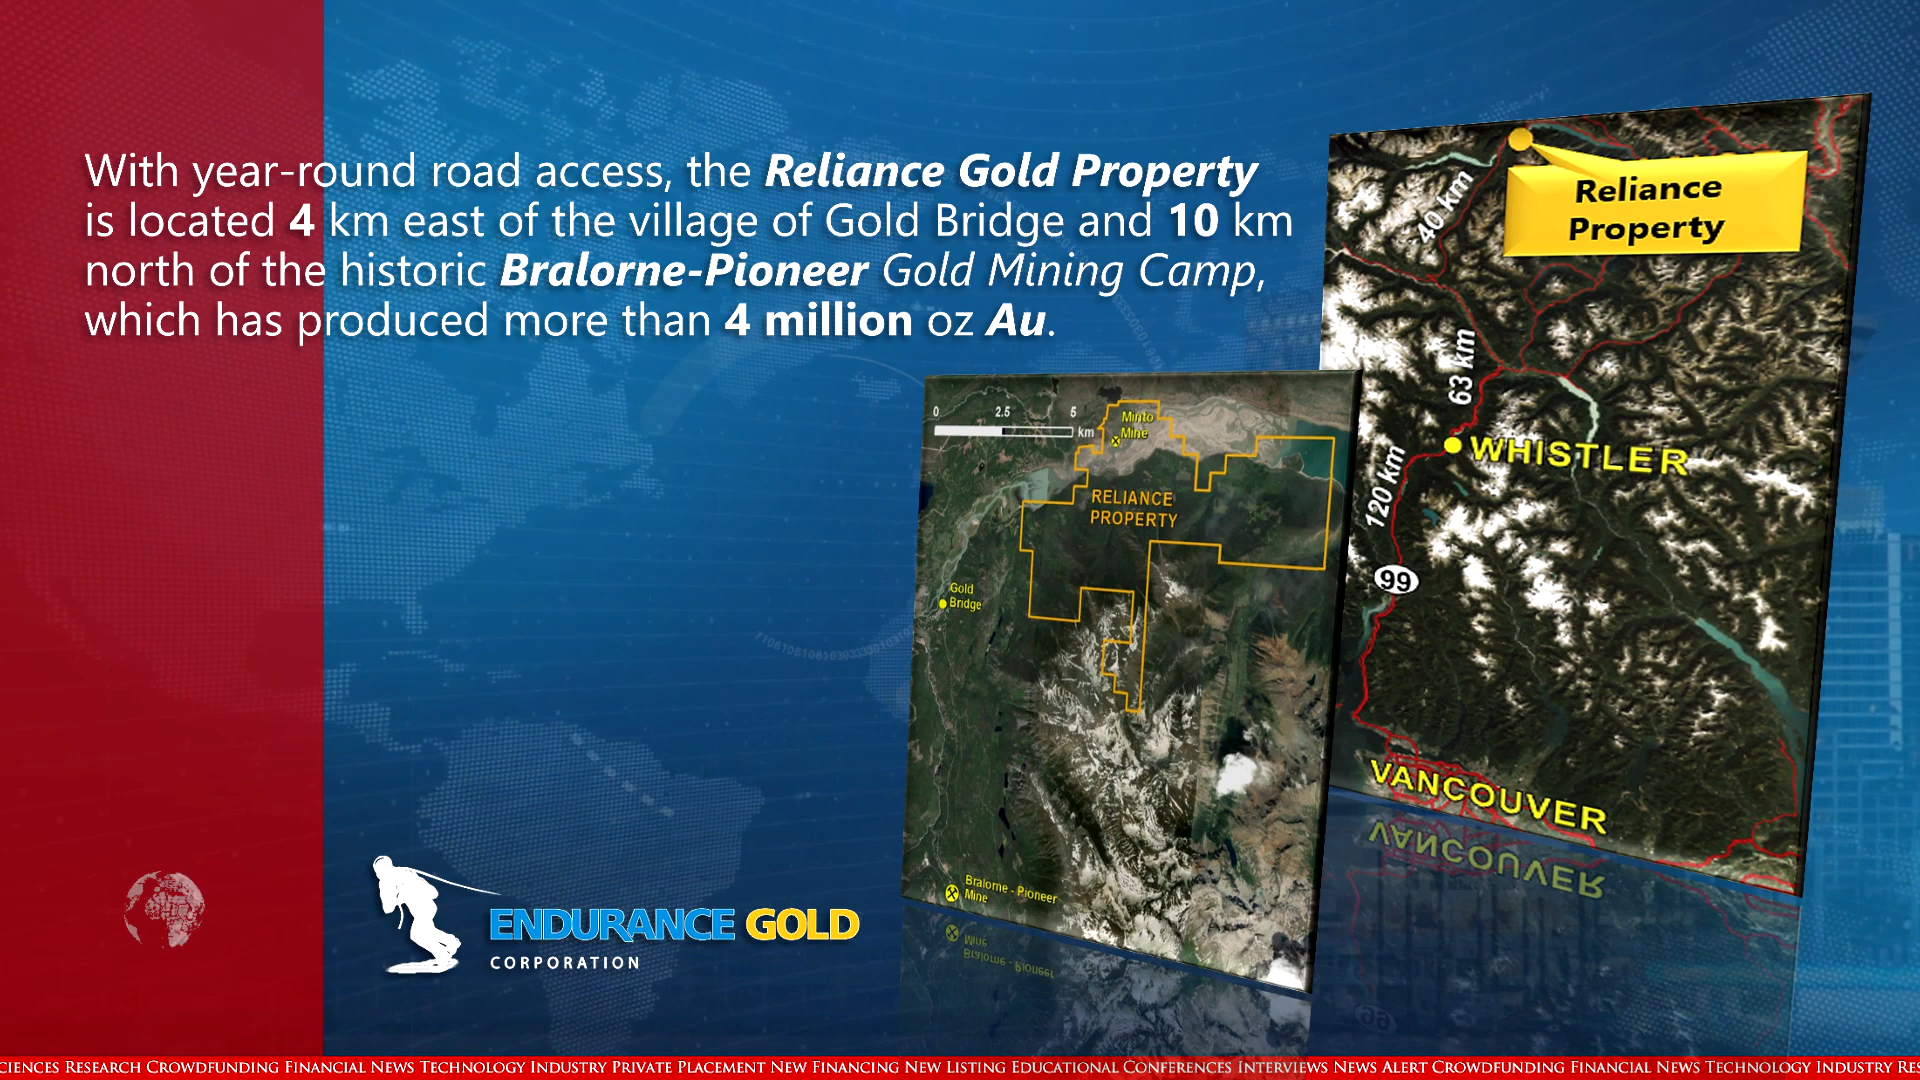 With year-round road access, the Reliance Gold Property
is located 4 km east of the village of Gold Bridge and 10 km
north of the historic Bralorne-Pioneer Gold Mining Camp,
which has produced more than 4 million oz Au.
Reliance
Property
40 km
63 km
WHISTLER
120 km
99
VANCOUVER
0 2.5 5
km
Minto
Mine
RELIANCE
PROPERTY
Gold
Bridge
Bralorne - Pioneer
Mine
ENDURANCE GOLD
CORPORATION
CIENCES RESEARCH CROWDFUNDING FINANCIAL NEWS TECHNOLOGY INDUSTRY PRIVATE PLACEMENT NEW FINANCING NEW LISTING EDUCATIONAL CONFERENCES INTERVIEWS NEWS ALERT CROWDFUNDING FINANCIAL NEWS TECHNOLOGY INDUSTRY RES